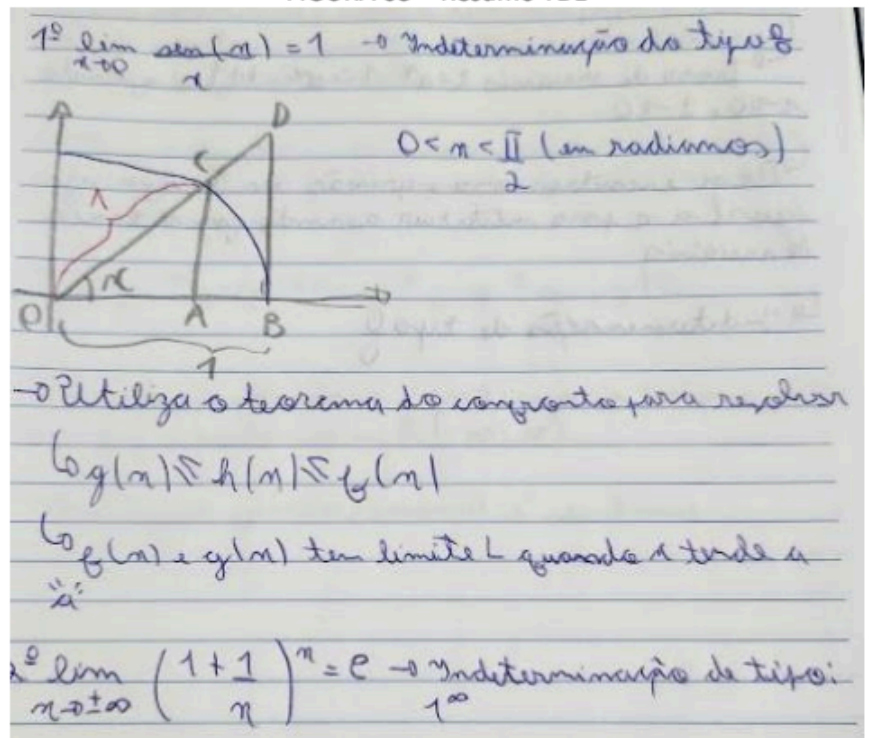 1º lim sen(x) = 1 → Indeterminação do tipo 0/0
x→0 x
D
C
0 < x < π (em radianos)
2
1
x
O A B
1
→ Utiliza o teorema do confronto para resolver
↳ g(x) ≤ h(x) ≤ f(x)
↳ f(x) e g(x) tem limite L quando x tende a
"a"
2º lim (1 + 1/x)^x = e → Indeterminação de tipo:
x→±∞ 1^∞